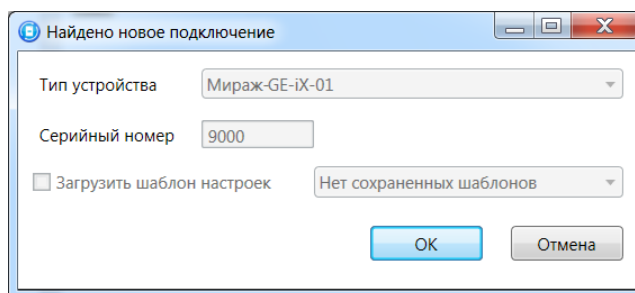 Найдено новое подключение
Тип устройства Мираж-GE-iX-01
Серийный номер 9000
Загрузить шаблон настроек Нет сохраненных шаблонов
OK Отмена